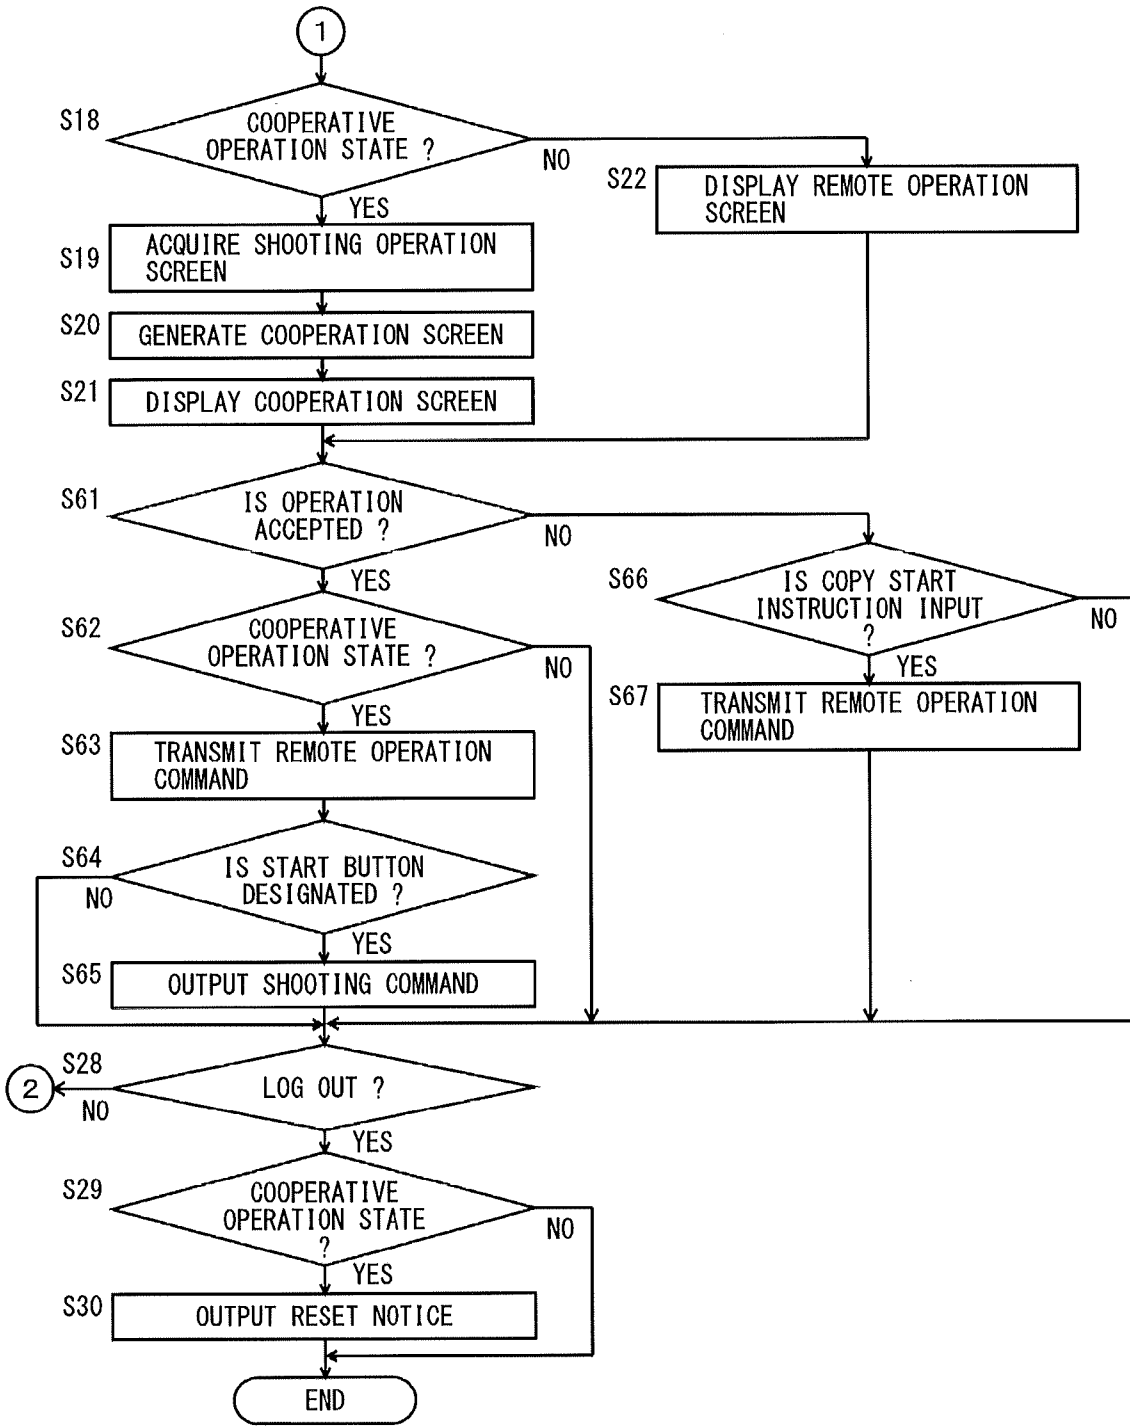 1
S18
COOPERATIVE
OPERATION STATE ?
NO
YES
S22
DISPLAY REMOTE OPERATION
SCREEN
S19
ACQUIRE SHOOTING OPERATION
SCREEN
S20
GENERATE COOPERATION SCREEN
S21
DISPLAY COOPERATION SCREEN
S61
IS OPERATION
ACCEPTED ?
NO
YES
S66
IS COPY START
INSTRUCTION INPUT
?
NO
YES
S62
COOPERATIVE
OPERATION STATE ?
NO
YES
S67
TRANSMIT REMOTE OPERATION
COMMAND
S63
TRANSMIT REMOTE OPERATION
COMMAND
S64
IS START BUTTON
DESIGNATED ?
NO
YES
S65
OUTPUT SHOOTING COMMAND
S28
LOG OUT ?
2
NO
YES
S29
COOPERATIVE
OPERATION STATE
?
NO
YES
S30
OUTPUT RESET NOTICE
END